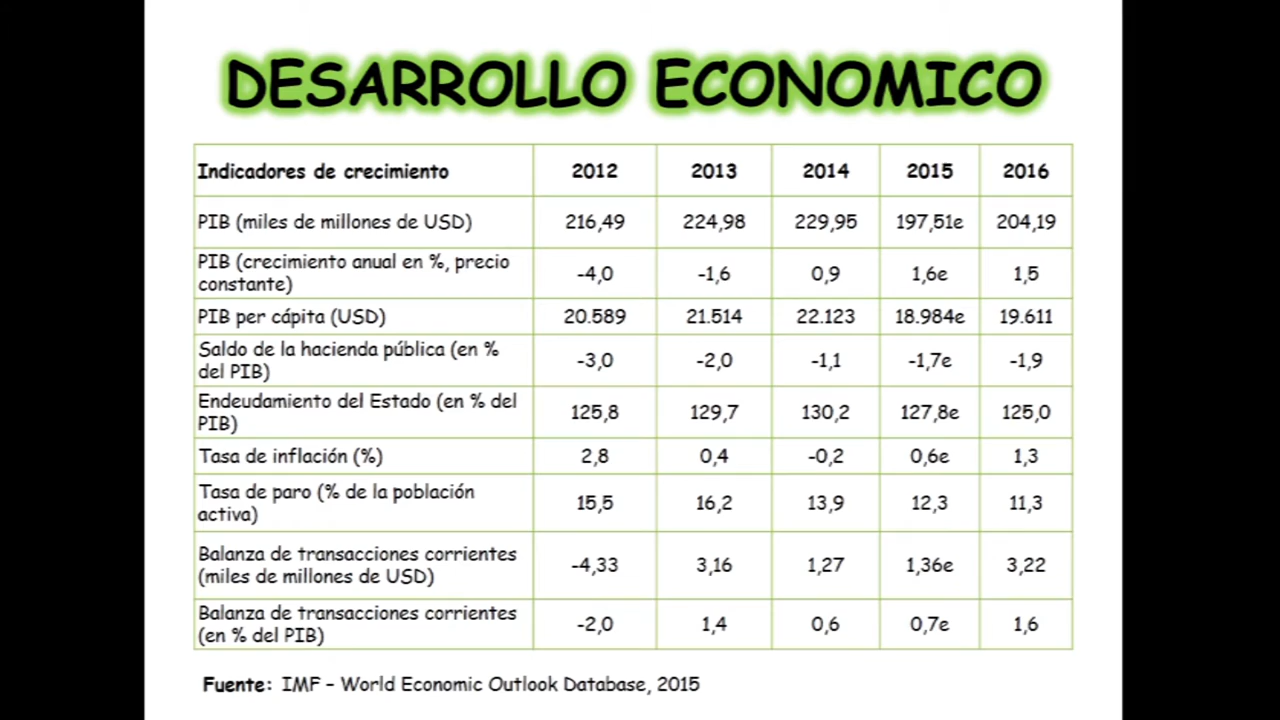 DESARROLLO ECONOMICO
Indicadores de crecimiento 2012 2013 2014 2015 2016
PIB (miles de millones de USD) 216,49 224,98 229,95 197,51e 204,19
PIB (crecimiento anual en %, precio
constante) -4,0 -1,6 0,9 1,6e 1,5
PIB per cápita (USD) 20.589 21.514 22.123 18.984e 19.611
Saldo de la hacienda pública (en %
del PIB) -3,0 -2,0 -1,1 -1,7e -1,9
Endeudamiento del Estado (en % del
PIB) 125,8 129,7 130,2 127,8e 125,0
Tasa de inflación (%) 2,8 0,4 -0,2 0,6e 1,3
Tasa de paro (% de la población
activa) 15,5 16,2 13,9 12,3 11,3
Balanza de transacciones corrientes
(miles de millones de USD) -4,33 3,16 1,27 1,36e 3,22
Balanza de transacciones corrientes
(en % del PIB) -2,0 1,4 0,6 0,7e 1,6
Fuente: IMF – World Economic Outlook Database, 2015